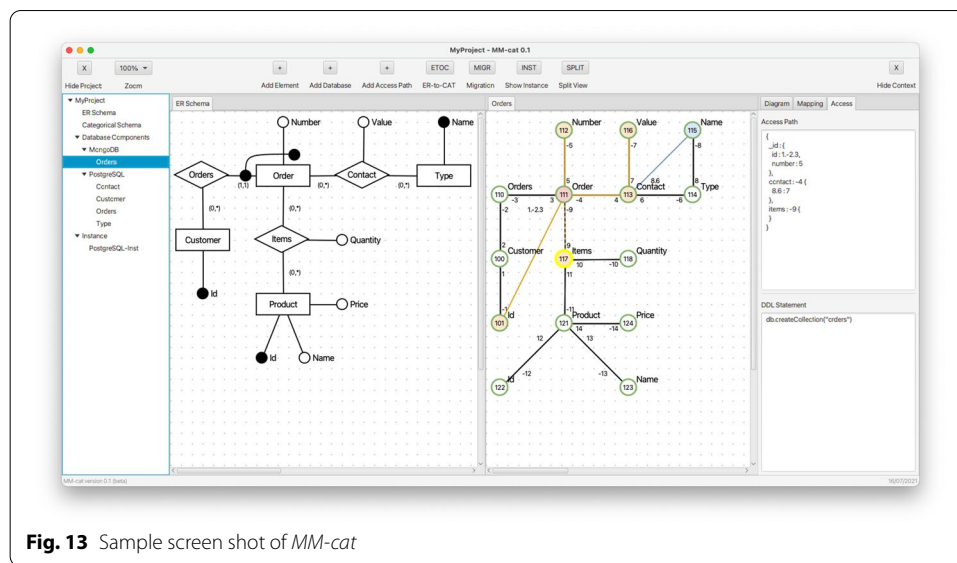 MyProject - MM-cat 0.1
X 100% + + + ETOC MIGR INST SPLIT X
Hide Project Zoom Add Element Add Database Add Access Path ER-to-CAT Migration Show Instance Split View Hide Context
MyProject
ER Schema
Categorical Schema
Database Components
MongoDB
Orders
PostgreSQL
Contact
Customer
Orders
Type
Instance
PostgreSQL-Inst
ER Schema
Number Value Name
Orders Order Contact Type
(1,1) (0,*) (0,*)
(0,*) (0,*)
Customer Items Quantity
(0,*)
Id Product Price
Id Name
Orders
Number Value Name
112 116 115
-5 -7 -8
Orders Order 5 Contact 7 8.6 8 Type
110 -3 3 111 -4 4 113 6 -6 114
-2 1.-2.3 -9
2 9
Customer Items Quantity
100 117 10 -10 118
1 11
-1 -11
Id Product Price
101 121 14 -14 124
12 13
-12 -13
Id Name
122 123
Diagram Mapping Access
Access Path
{
_id : {
id : 1.-2.3,
number : 5
},
contact : -4 {
8.6 : 7
},
items : -9 {
}
}
DDL Statement
db.createCollection("orders")
MM-cat version 0.1 (beta) 16/07/2021
Fig. 13 Sample screen shot of MM-cat